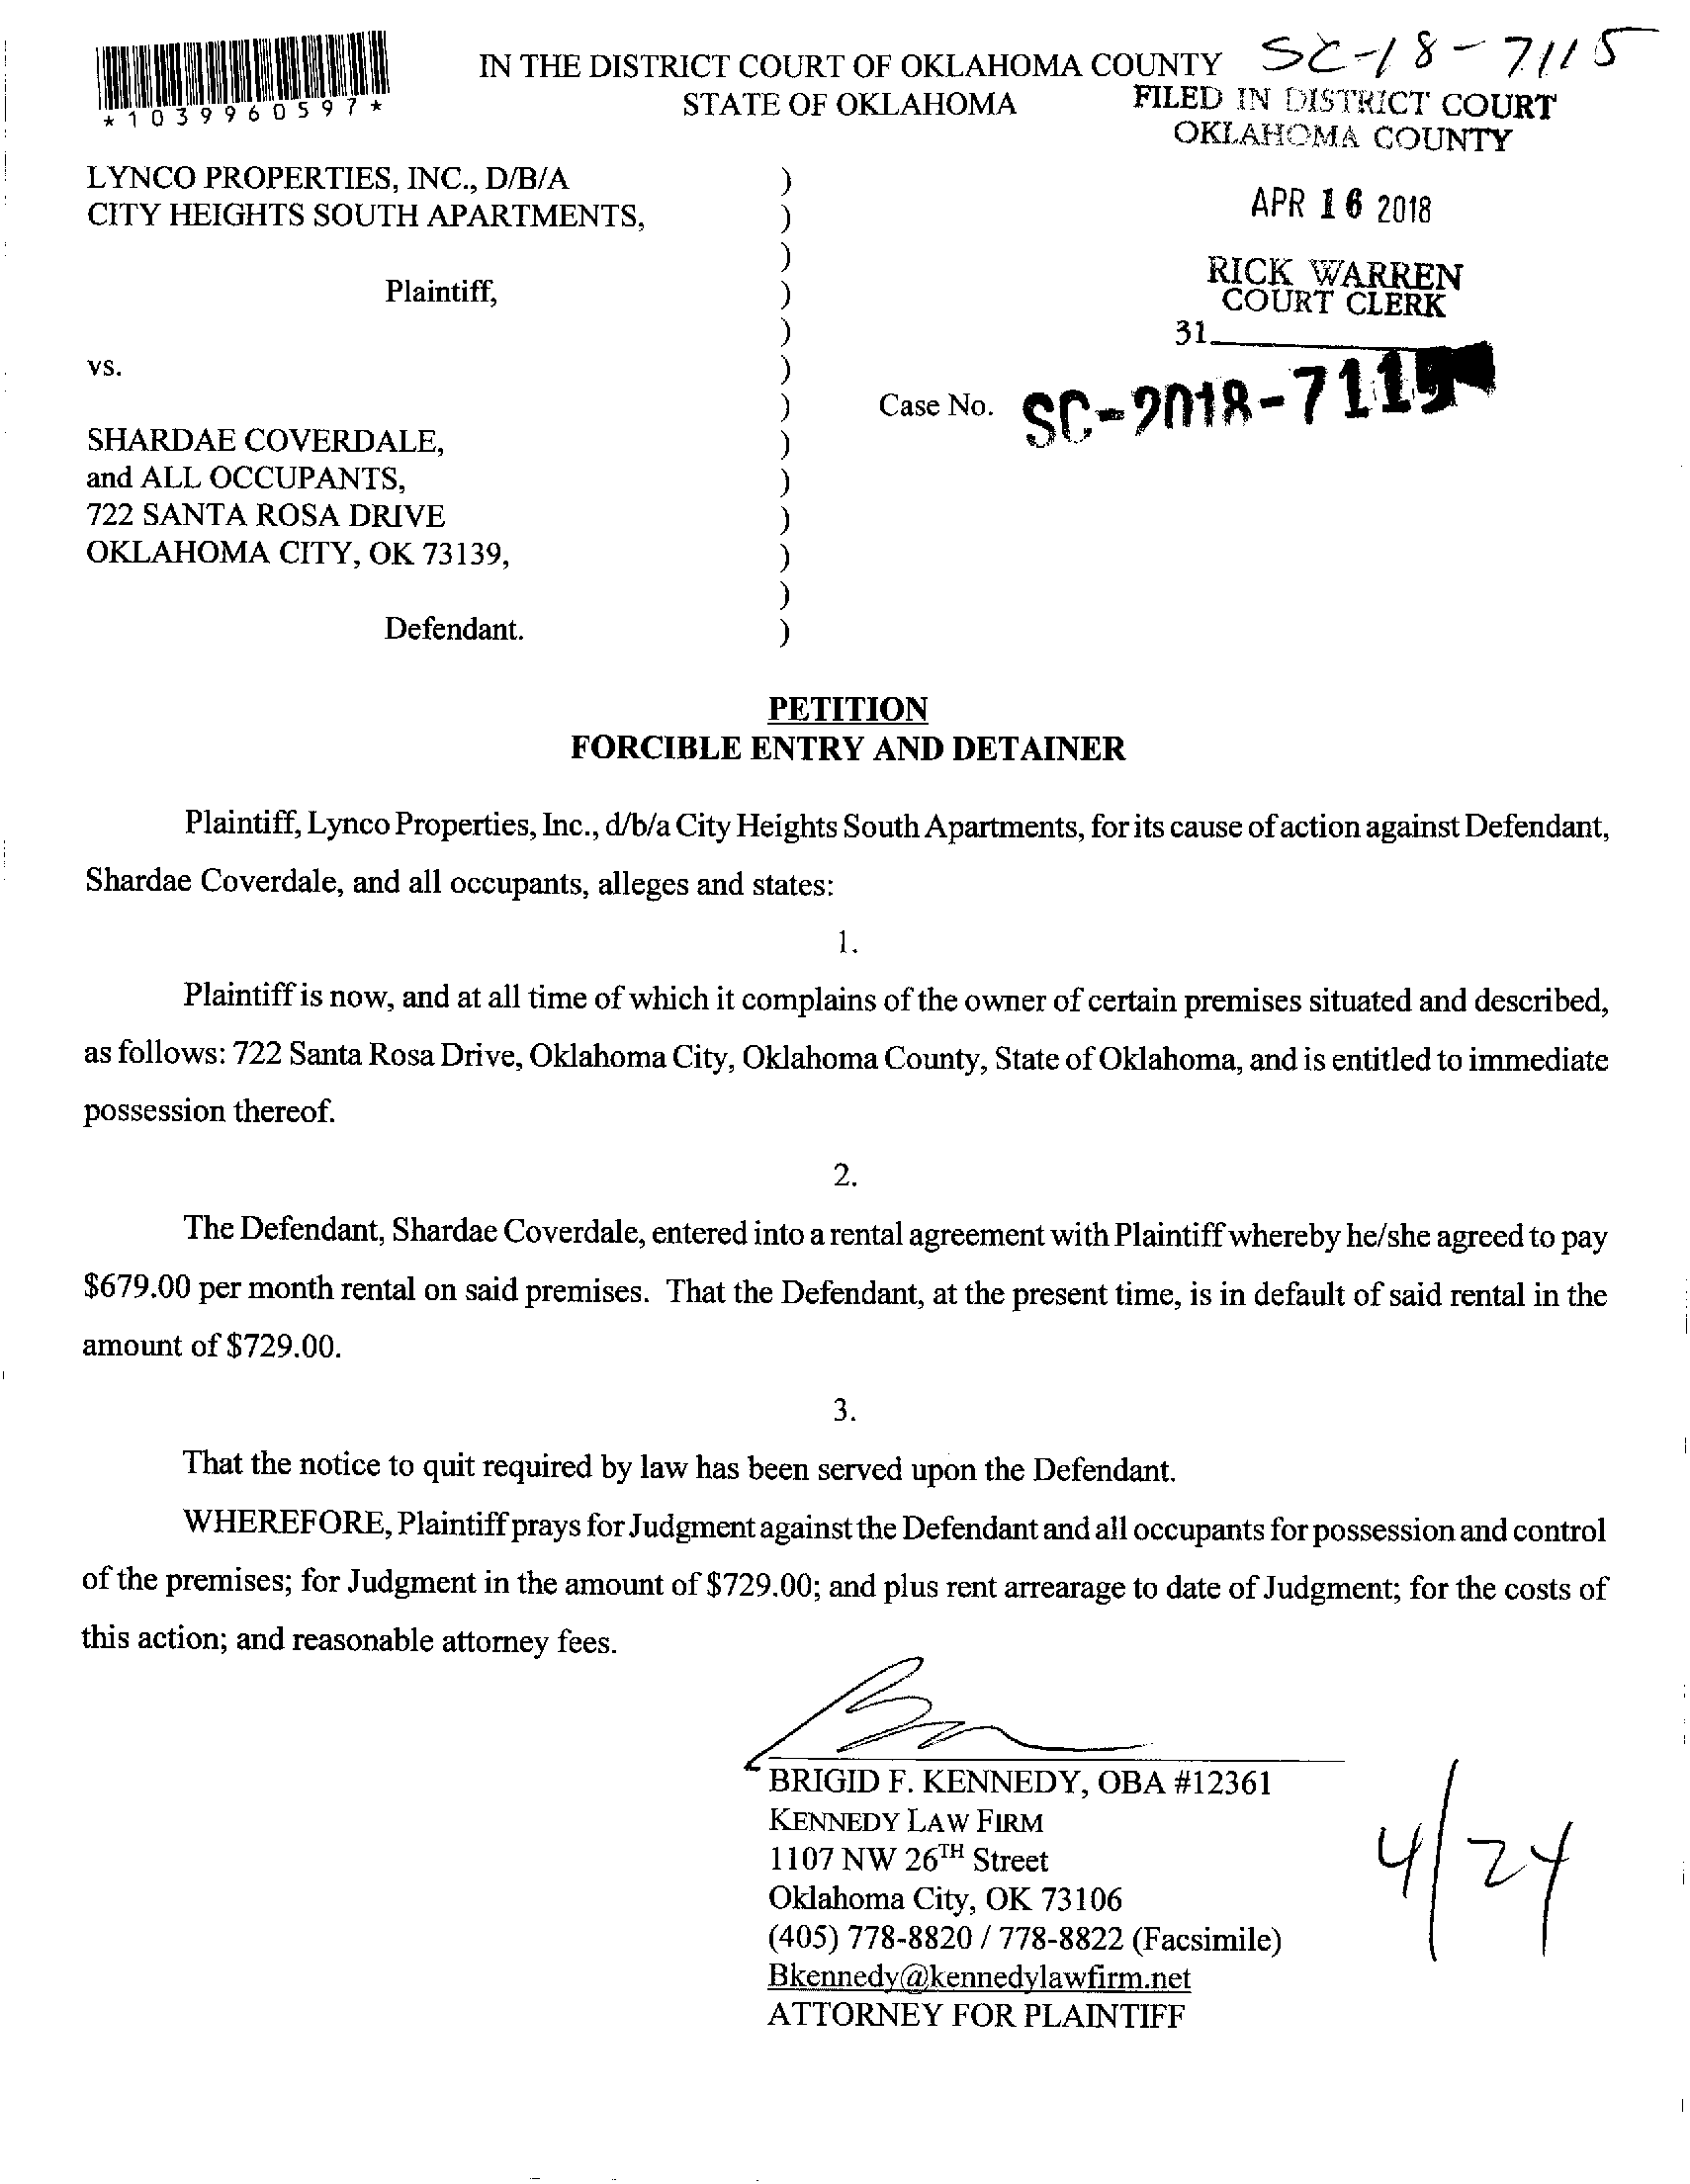 IN THE DISTRICT COURT OF OKLAHOMA COUNTY
STATE OF OKLAHOMA
SC-18-7115
*1039960597*
FILED IN DISTRICT COURT
OKLAHOMA COUNTY
APR 16 2018
RICK WARREN
COURT CLERK
31
LYNCO PROPERTIES, INC., D/B/A )
CITY HEIGHTS SOUTH APARTMENTS, )
)
Plaintiff, )
)
vs. )
) Case No. SC-2018-7115
SHARDAE COVERDALE, )
and ALL OCCUPANTS, )
722 SANTA ROSA DRIVE )
OKLAHOMA CITY, OK 73139, )
)
Defendant. )
PETITION
FORCIBLE ENTRY AND DETAINER
Plaintiff, Lynco Properties, Inc., d/b/a City Heights South Apartments, for its cause of action against Defendant,
Shardae Coverdale, and all occupants, alleges and states:
1.
Plaintiff is now, and at all time of which it complains of the owner of certain premises situated and described,
as follows: 722 Santa Rosa Drive, Oklahoma City, Oklahoma County, State of Oklahoma, and is entitled to immediate
possession thereof.
2.
The Defendant, Shardae Coverdale, entered into a rental agreement with Plaintiff whereby he/she agreed to pay
$679.00 per month rental on said premises. That the Defendant, at the present time, is in default of said rental in the
amount of $729.00.
3.
That the notice to quit required by law has been served upon the Defendant.
WHEREFORE, Plaintiff prays for Judgment against the Defendant and all occupants for possession and control
of the premises; for Judgment in the amount of $729.00; and plus rent arrearage to date of Judgment; for the costs of
this action; and reasonable attorney fees.
BRIGID F. KENNEDY, OBA #12361
KENNEDY LAW FIRM
1107 NW 26TH Street
Oklahoma City, OK 73106
(405) 778-8820 / 778-8822 (Facsimile)
Bkennedy@kennedylawfirm.net
ATTORNEY FOR PLAINTIFF
4/24